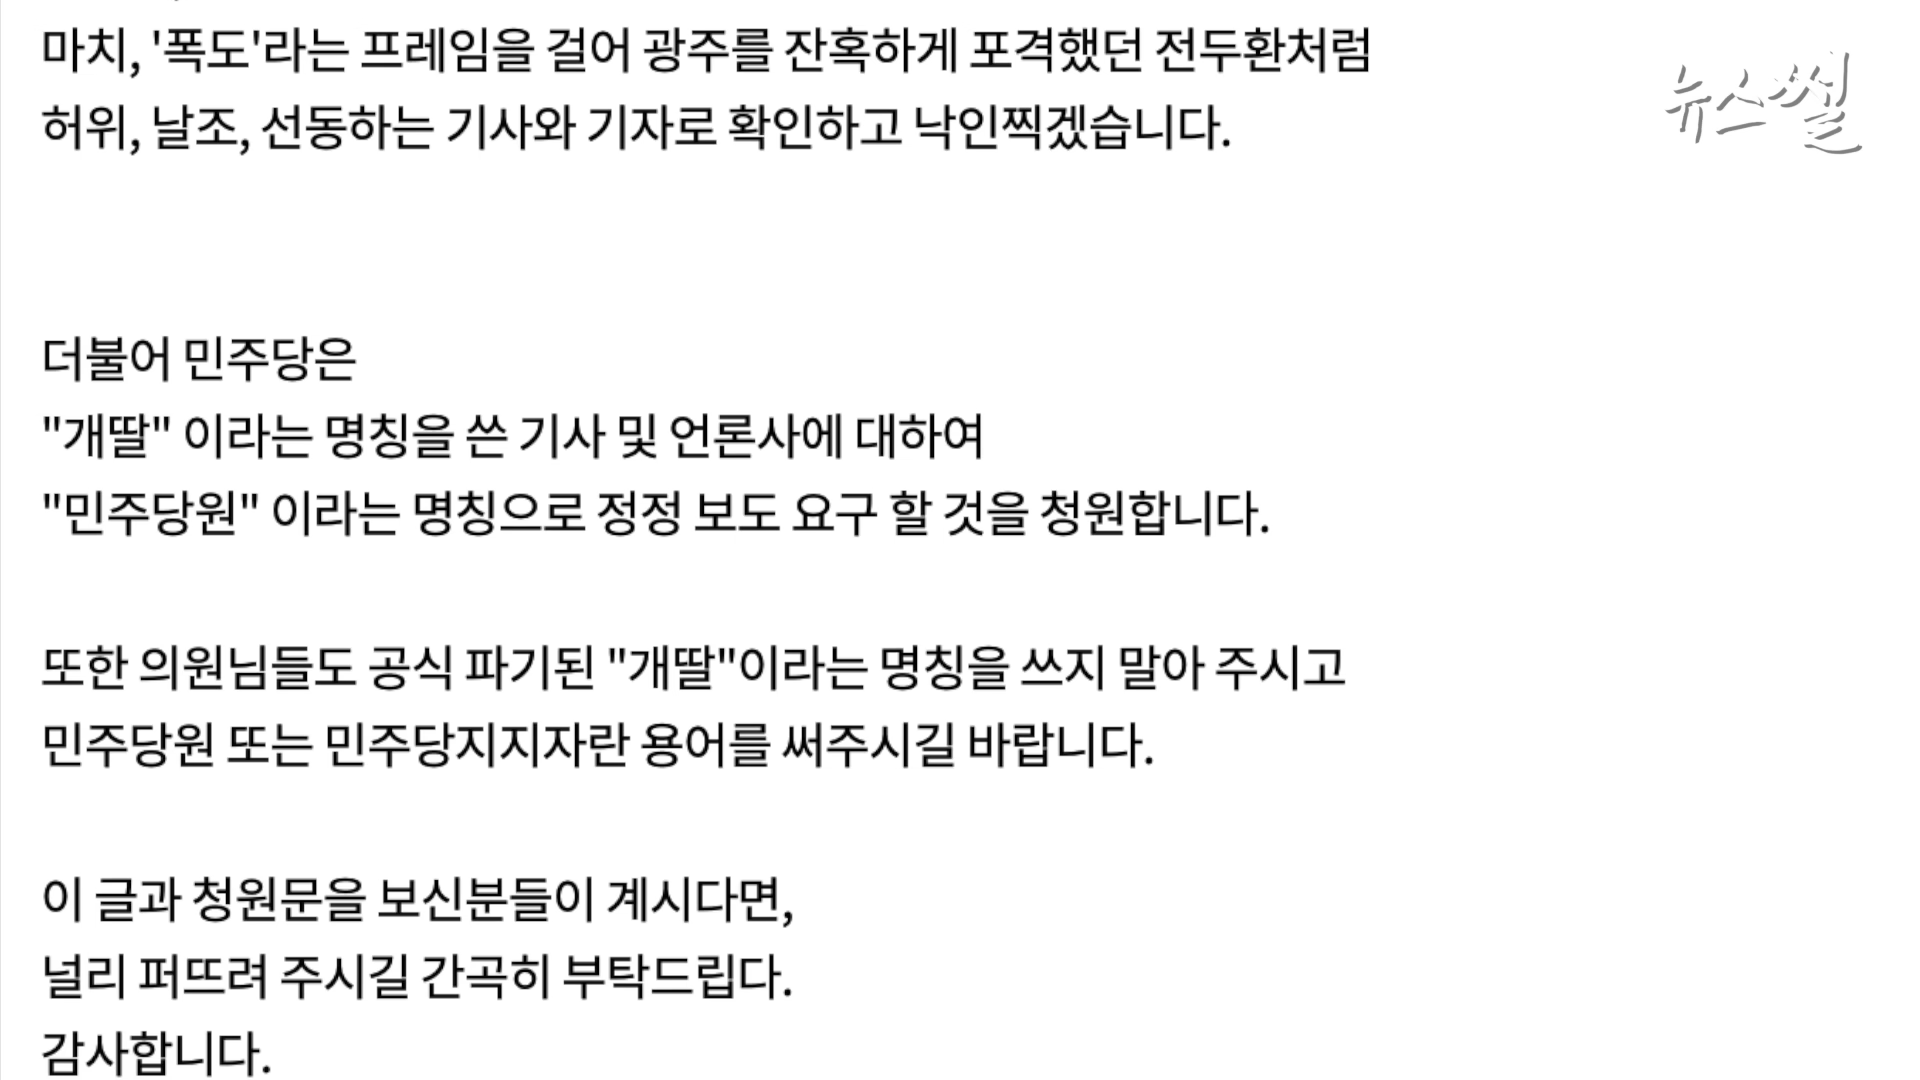 마치, '폭도'라는 프레임을 걸어 광주를 잔혹하게 포격했던 전두환처럼
허위, 날조, 선동하는 기사와 기자로 확인하고 낙인찍겠습니다.
뉴스썰
더불어 민주당은
"개딸" 이라는 명칭을 쓴 기사 및 언론사에 대하여
"민주당원" 이라는 명칭으로 정정 보도 요구 할 것을 청원합니다.
또한 의원님들도 공식 파기된 "개딸"이라는 명칭을 쓰지 말아 주시고
민주당원 또는 민주당지지자란 용어를 써주시길 바랍니다.
이 글과 청원문을 보신분들이 계시다면,
널리 퍼뜨려 주시길 간곡히 부탁드립다.
감사합니다.